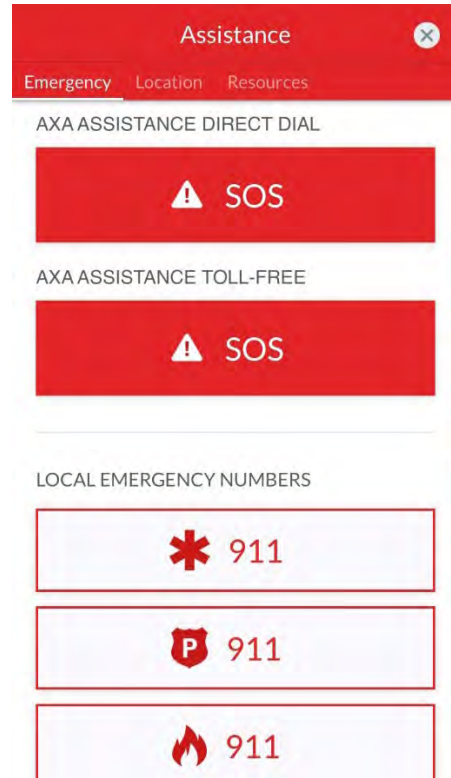 Assistance
Emergency Location Resources
AXA ASSISTANCE DIRECT DIAL
SOS
AXA ASSISTANCE TOLL-FREE
SOS
LOCAL EMERGENCY NUMBERS
911
P 911
911